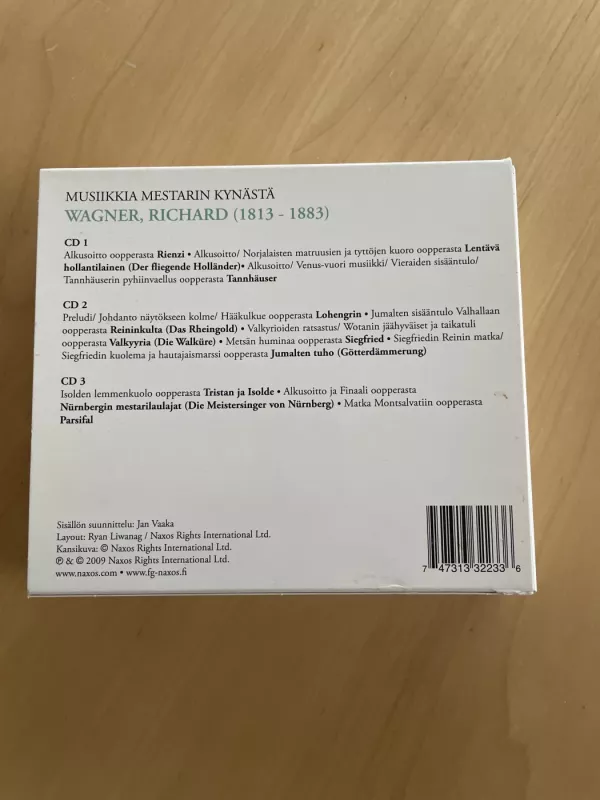 MUSIIKKIA MESTARIN KYNÄSTÄ
WAGNER, RICHARD (1813 - 1883)
CD 1
Alkusoitto oopperasta Rienzi • Alkusoitto/ Norjalaisten matruusien ja tyttöjen kuoro oopperasta Lentävä
hollantilainen (Der fliegende Holländer)• Alkusoitto/ Venus-vuori musiikki/ Vieraiden sisääntulo/
Tannhäuserin pyhiinvaellus oopperasta Tannhäuser
CD 2
Preludi/ Johdanto näytökseen kolme/ Hääkulkue oopperasta Lohengrin • Jumalten sisääntulo Valhallaan
oopperasta Reininkulta (Das Rheingold) • Valkyrioiden ratsastus/ Wotanin jäähyväiset ja taikatuli
oopperasta Valkyyria (Die Walküre) • Metsän huminaa oopperasta Siegfried • Siegfriedin Reinin matka/
Siegfriedin kuolema ja hautajaismarssi oopperasta Jumalten tuho (Götterdämmerung)
CD 3
Isolden lemmenkuolo oopperasta Tristan ja Isolde • Alkusoitto ja Finaali oopperasta
Nürnbergin mestarilaulajat (Die Meistersinger von Nürnberg) • Matka Montsalvatiin oopperasta
Parsifal
Sisällön suunnittelu: Jan Vaaka
Layout: Ryan Liwanag / Naxos Rights International Ltd.
Kansikuva: © Naxos Rights International Ltd.
℗ & © 2009 Naxos Rights International Ltd.
www.naxos.com • www.fg-naxos.fi
7 47313 32233 6